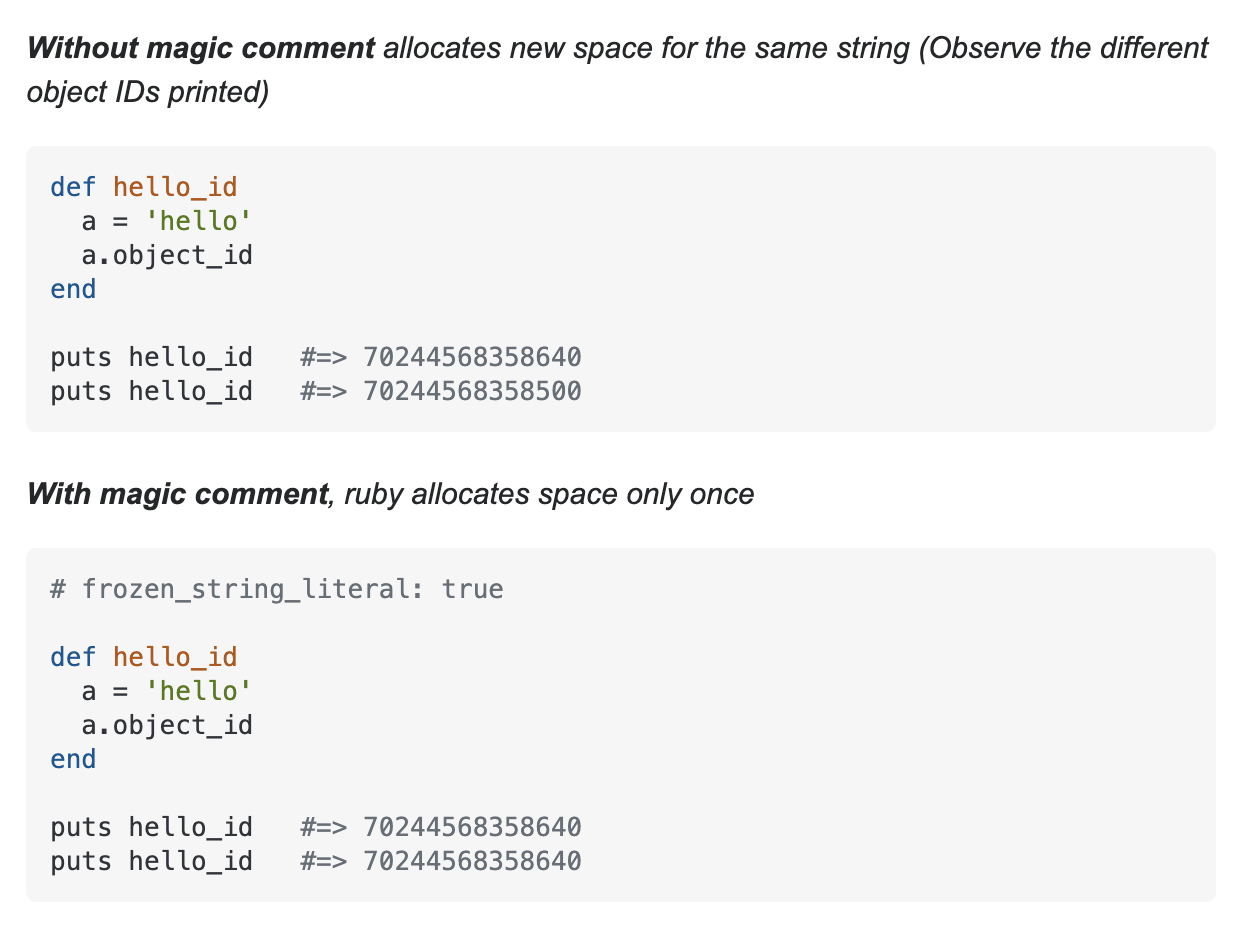 Without magic comment allocates new space for the same string (Observe the different
object IDs printed)
def hello_id
  a = 'hello'
  a.object_id
end
puts hello_id   #=> 70244568358640
puts hello_id   #=> 70244568358500
With magic comment, ruby allocates space only once
# frozen_string_literal: true
def hello_id
  a = 'hello'
  a.object_id
end
puts hello_id   #=> 70244568358640
puts hello_id   #=> 70244568358640